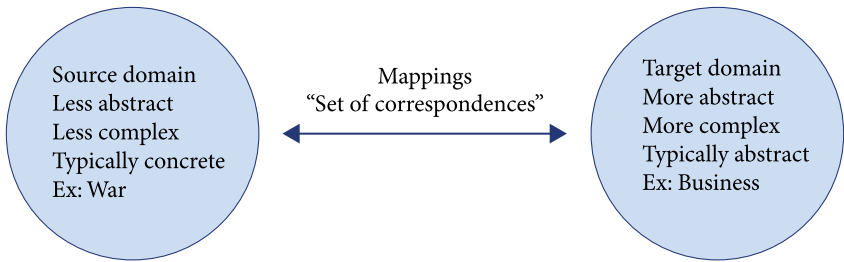 Source domain
Less abstract
Less complex
Typically concrete
Ex: War
Mappings
“Set of correspondences”
Target domain
More abstract
More complex
Typically abstract
Ex: Business